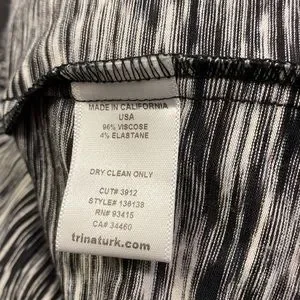 MADE IN CALIFORNIA
USA
96% VISCOSE
4% ELASTANE
DRY CLEAN ONLY
CUT# 3912
STYLE# 136138
RN# 93415
CA# 34460
trinaturk.com